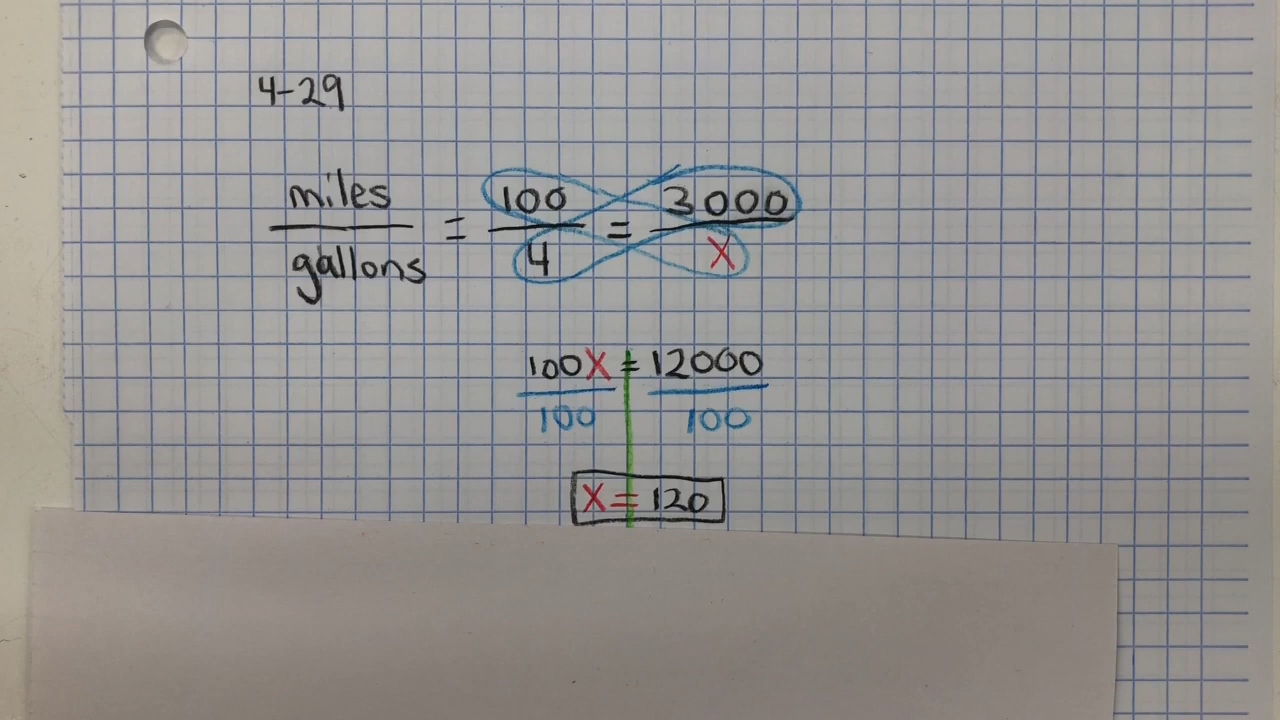 4-29
miles/gallons = 100/4 = 3000/X
100X/100 = 12000/100
X = 120